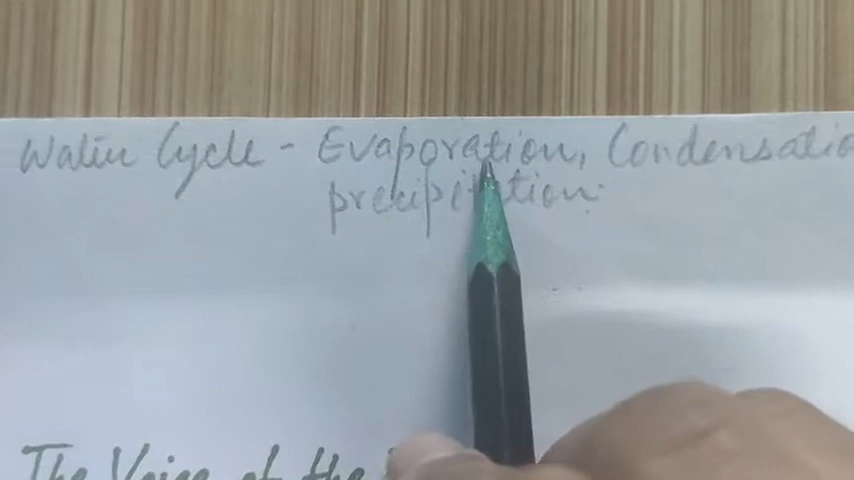 Water Cycle - Evaporation, Condensatio
precipitation.
The Voice of the